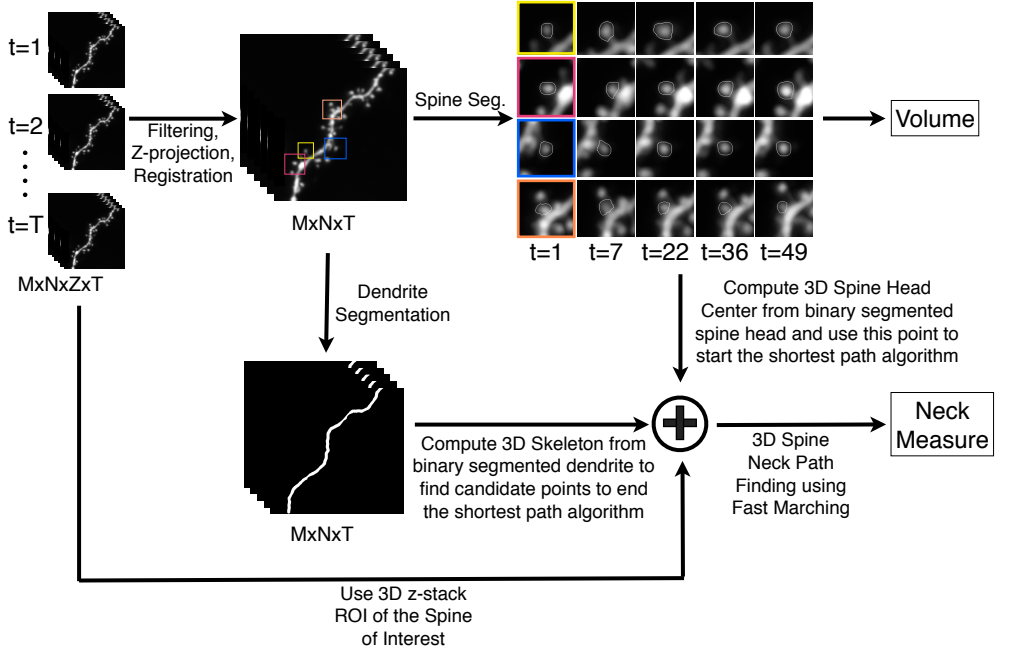 t=1
t=2
t=T
MxNxZxT
Filtering,
Z-projection,
Registration
MxNxT
Spine Seg.
t=1
t=7
t=22
t=36
t=49
Volume
Dendrite
Segmentation
MxNxT
Compute 3D Spine Head
Center from binary segmented
spine head and use this point to
start the shortest path algorithm
Compute 3D Skeleton from
binary segmented dendrite to
find candidate points to end
the shortest path algorithm
3D Spine
Neck Path
Finding using
Fast Marching
Neck
Measure
Use 3D z-stack
ROI of the Spine
of Interest